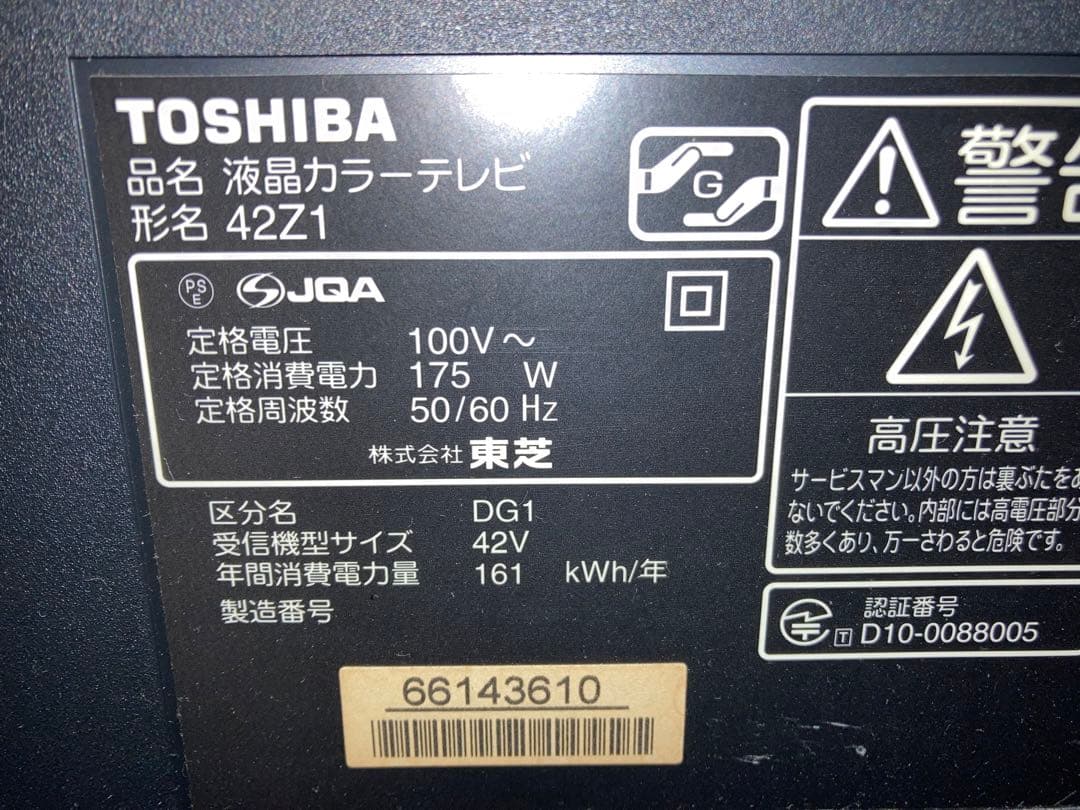 TOSHIBA
品名 液晶カラーテレビ
形名 42Z1
G
PS
E
JQA
定格電圧 100V～
定格消費電力 175 W
定格周波数 50/60 Hz
株式会社 東芝
区分名 DG1
受信機型サイズ 42V
年間消費電力量 161 kWh/年
製造番号
66143610
警
高圧注意
サービスマン以外の方は裏ぶたをあ
ないでください。内部には高電圧部分
数多くあり、万一さわると危険です。
認証番号
T D10-0088005